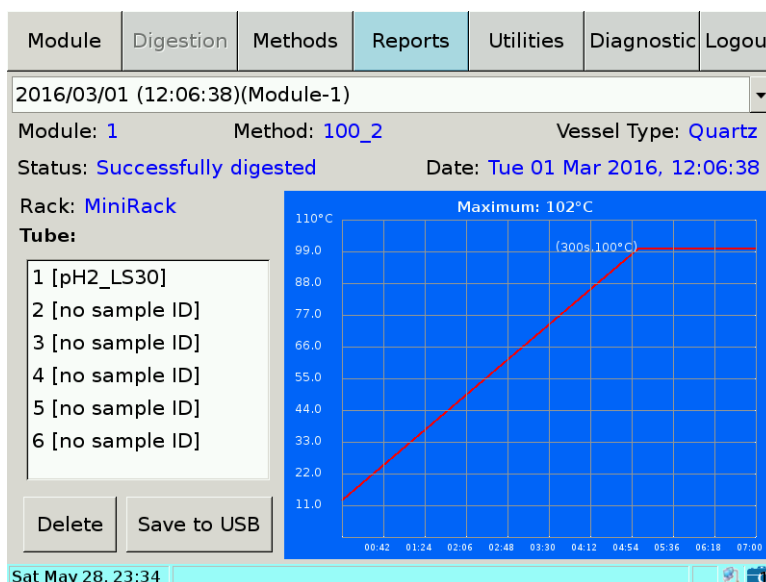 Module Digestion Methods Reports Utilities Diagnostic Logou
2016/03/01 (12:06:38)(Module-1)
Module: 1 Method: 100_2 Vessel Type: Quartz
Status: Successfully digested Date: Tue 01 Mar 2016, 12:06:38
Rack: MiniRack
Tube:
1 [pH2_LS30]
2 [no sample ID]
3 [no sample ID]
4 [no sample ID]
5 [no sample ID]
6 [no sample ID]
Delete Save to USB
Maximum: 102°C
110°C
(300s,100°C)
99.0
88.0
77.0
66.0
55.0
44.0
33.0
22.0
11.0
00:42 01:24 02:06 02:48 03:30 04:12 04:54 05:36 06:18 07:00
Sat May 28, 23:34